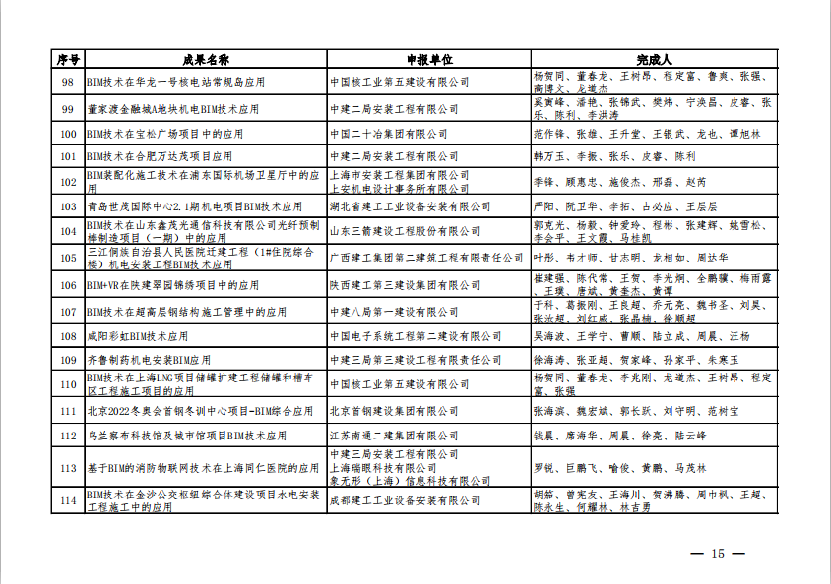 序号 成果名称 申报单位 完成人
98 BIM技术在华龙一号核电站常规岛应用 中国核工业第五建设有限公司 杨贺同、董春龙、王树昂、程定富、鲁爽、张强、
蔺博文、龙道杰
99 董家渡金融城A地块机电BIM技术应用 中建二局安装工程有限公司 奚寅峰、潘艳、张锦武、樊炜、宁涣昌、皮睿、张
乐、陈利、李洪涛
100 BIM技术在宝松广场项目中的应用 中国二十冶集团有限公司 范作锋、张雄、王升堂、王银武、龙也、谭旭林
101 BIM技术在合肥万达茂项目应用 中建二局安装工程有限公司 韩万玉、李振、张乐、皮睿、陈利
102 BIM装配化施工技术在浦东国际机场卫星厅中的应
用 上海市安装工程集团有限公司
上安机电设计事务所有限公司 李锋、顾惠忠、施俊杰、邢磊、赵芮
103 青岛世茂国际中心2.1期机电项目BIM技术应用 湖北省建工工业设备安装有限公司 严阳、阮卫华、李拓、占必应、王层层
104 BIM技术在山东鑫茂光通信科技有限公司光纤预制
棒制造项目（一期）中的应用 山东三箭建设工程股份有限公司 郭克光、杨毅、钟爱玲、程彬、张建辉、姚雪松、
李会平、王文霞、马桂凯
105 三江侗族自治县人民医院迁建工程（1#住院综合
楼）机电安装工程BIM技术应用 广西建工集团第二建筑工程有限责任公司 叶彤、韦才师、甘志明、龙相如、周达华
106 BIM+VR在陕建翠园锦绣项目中的应用 陕西建工第三建设集团有限公司 崔建强、陈代常、王贺、李光炯、全鹏骥、梅雨露
、王璞、唐斌、黄奎杰、黄谭
107 BIM技术在超高层钢结构施工管理中的应用 中建八局第一建设有限公司 于科、葛振刚、王良超、乔元亮、魏书圣、刘昊、
张汝超、刘红威、张晶楠、徐顺超
108 咸阳彩虹BIM技术应用 中国电子系统工程第二建设有限公司 吴海波、王学宁、曹顺、陆立成、周晨、江杨
109 齐鲁制药机电安装BIM应用 中建三局第三建设工程有限责任公司 徐海涛、张亚超、贺家峰、孙家平、朱寒玉
110 BIM技术在上海LNG项目储罐扩建工程储罐和槽车
区工程施工项目的应用 中国核工业第五建设有限公司 杨贺同、董春龙、李兆刚、龙道杰、王树昂、程定
富、张强
111 北京2022冬奥会首钢冬训中心项目-BIM综合应用 北京首钢建设集团有限公司 张海滨、魏宏斌、郭长跃、刘守明、范树宝
112 乌兰察布科技馆及城市馆项目BIM技术应用 江苏南通二建集团有限公司 钱晨、席海华、周晨、徐亮、陆云峰
113 基于BIM的消防物联网技术在上海同仁医院的应用 中建三局安装工程有限公司
上海瑞眼科技有限公司
象无形（上海）信息科技有限公司 罗锐、巨鹏飞、喻俊、黄鹏、马茂林
114 BIM技术在金沙公交枢纽综合体建设项目水电安装
工程施工中的应用 成都建工工业设备安装有限公司 胡笳、曾宪友、王海川、贺沸腾、周巾枫、王超、
陈永生、何耀林、林吉勇
— 15 —